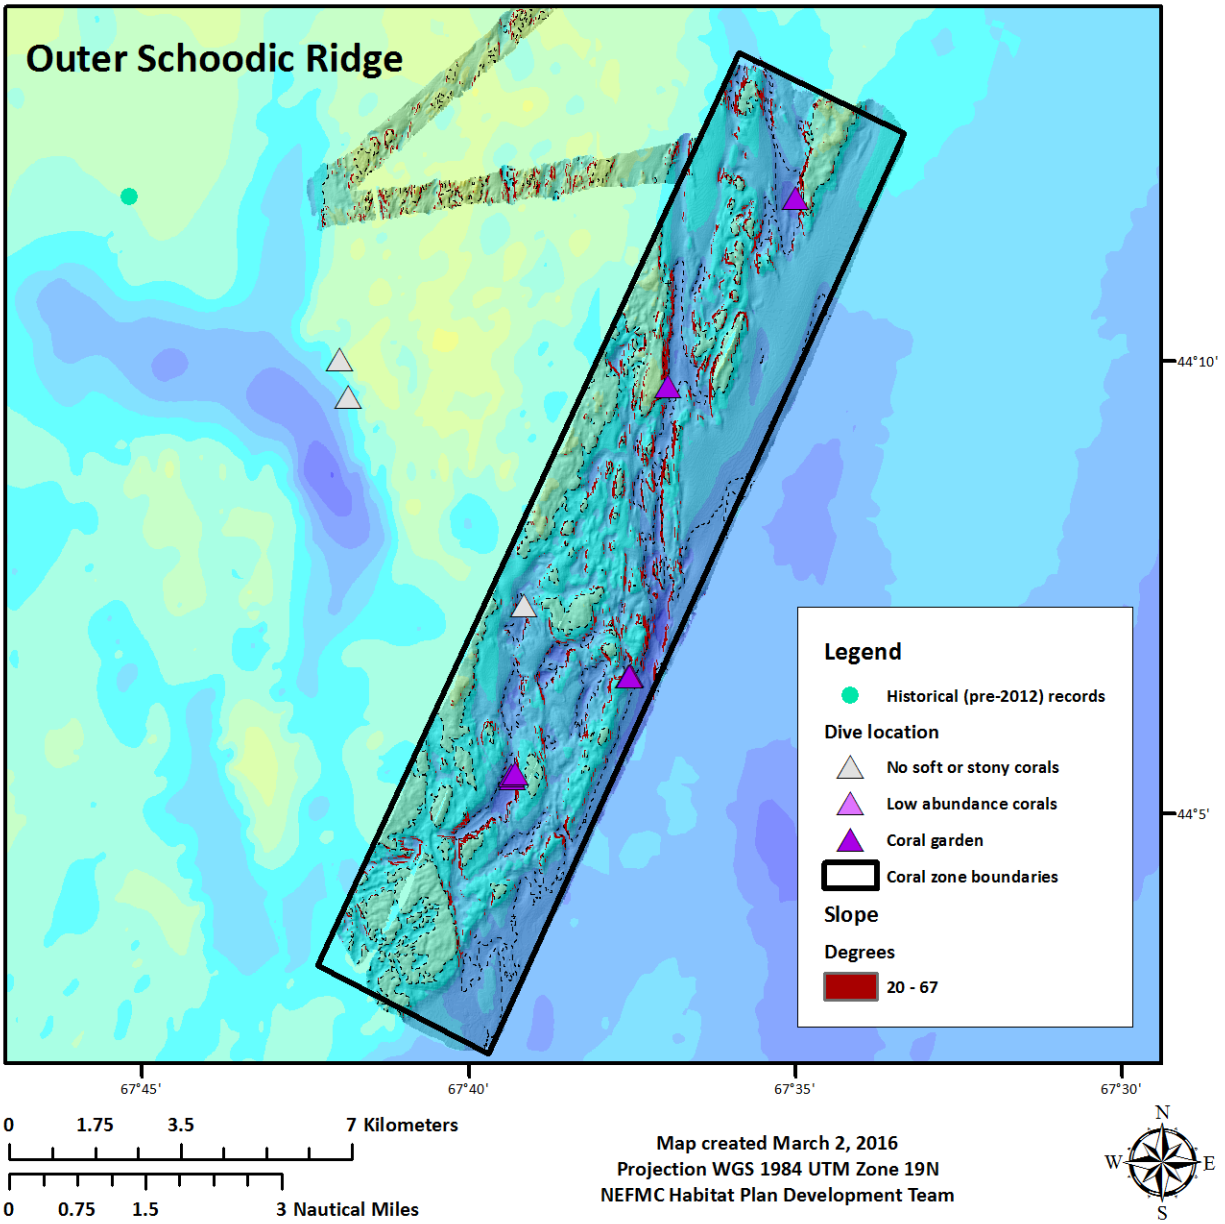 Outer Schoodic Ridge
44°10'
Legend
Historical (pre-2012) records
Dive location
No soft or stony corals
Low abundance corals
44°5'
Coral garden
Coral zone boundaries
Slope
Degrees
20 - 67
67°45' 67°40' 67°35' 67°30'
0 1.75 3.5 7 Kilometers
0 0.75 1.5 3 Nautical Miles
Map created March 2, 2016
Projection WGS 1984 UTM Zone 19N
NEFMC Habitat Plan Development Team
N
W E
S